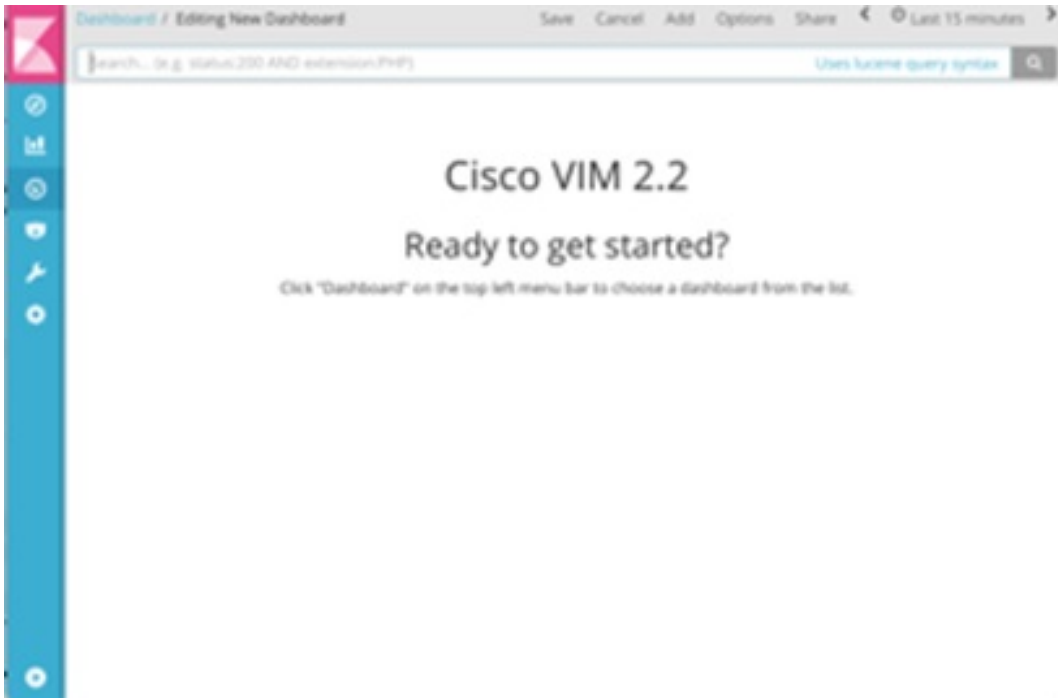 Dashboard / Editing New Dashboard Save Cancel Add Options Share Last 15 minutes
Search... (e.g. status:200 AND extension:PHP) Uses lucene query syntax
Cisco VIM 2.2
Ready to get started?
Click "Dashboard" on the top left menu bar to choose a dashboard from the list.